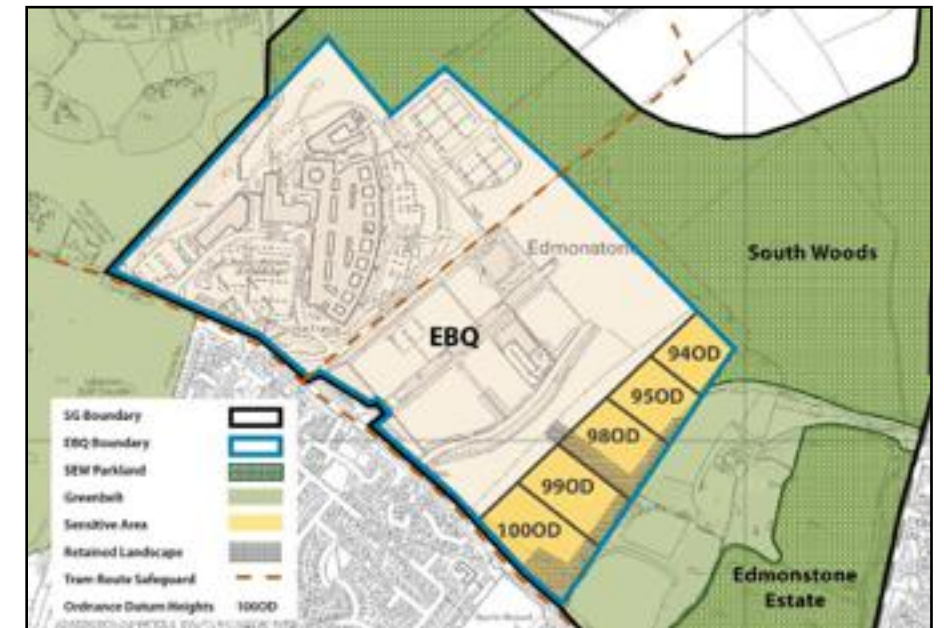 South Woods
Edmonstone
EBQ
94OD
95OD
98OD
99OD
100OD
SG Boundary
EBQ Boundary
SEW Parkland
Greenbelt
Sensitive Area
Retained Landscape
Tram Route Safeguard
Ordnance Datum Heights 100OD
Edmonstone
Estate